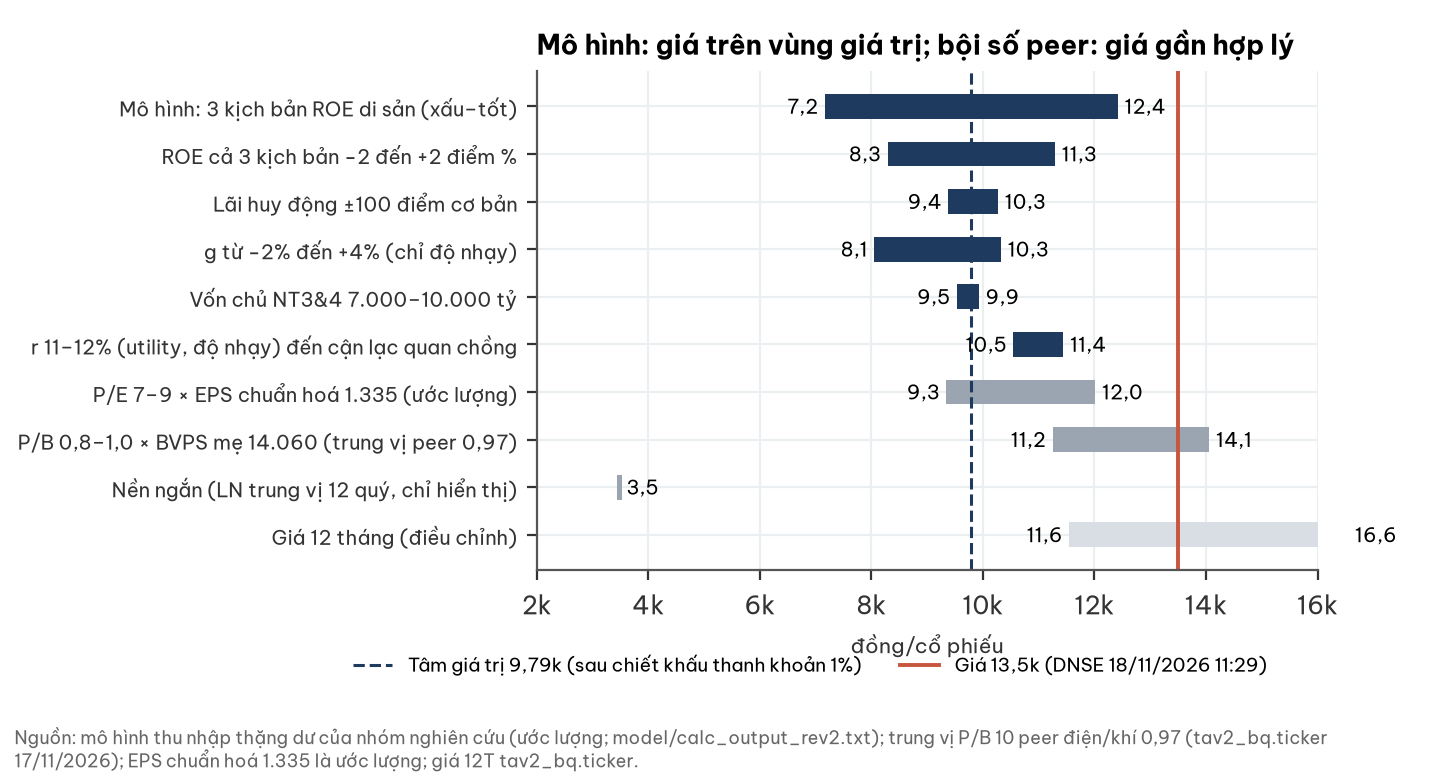 Mô hình: giá trên vùng giá trị; bội số peer: giá gần hợp lý
Mô hình: 3 kịch bản ROE di sản (xấu–tốt)
7,2
12,4
ROE cả 3 kịch bản −2 đến +2 điểm %
8,3
11,3
Lãi huy động ±100 điểm cơ bản
9,4
10,3
g từ −2% đến +4% (chỉ độ nhạy)
8,1
10,3
Vốn chủ NT3&4 7.000–10.000 tỷ
9,5
9,9
r 11–12% (utility, độ nhạy) đến cận lạc quan chồng
10,5
11,4
P/E 7–9 × EPS chuẩn hoá 1.335 (ước lượng)
9,3
12,0
P/B 0,8–1,0 × BVPS mẹ 14.060 (trung vị peer 0,97)
11,2
14,1
Nền ngắn (LN trung vị 12 quý, chỉ hiển thị)
3,5
Giá 12 tháng (điều chỉnh)
11,6
16,6
2k 4k 6k 8k 10k 12k 14k 16k
đồng/cổ phiếu
Tâm giá trị 9,79k (sau chiết khấu thanh khoản 1%)
Giá 13,5k (DNSE 18/11/2026 11:29)
Nguồn: mô hình thu nhập thặng dư của nhóm nghiên cứu (ước lượng; model/calc_output_rev2.txt); trung vị P/B 10 peer điện/khí 0,97 (tav2_bq.ticker
17/11/2026); EPS chuẩn hoá 1.335 là ước lượng; giá 12T tav2_bq.ticker.